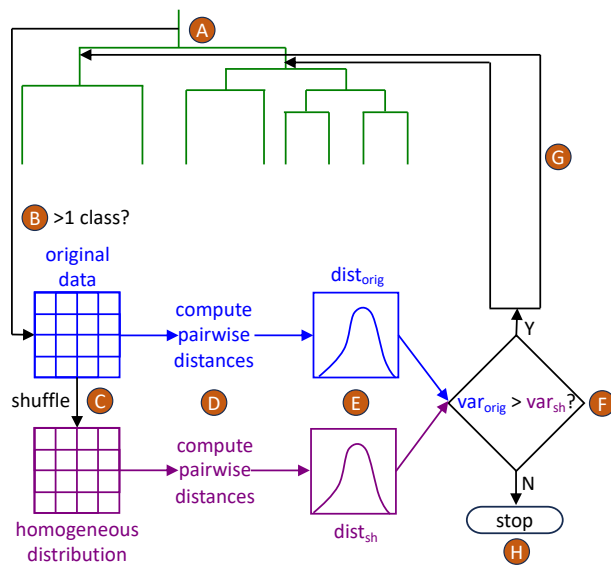 A
G
B >1 class?
original
data
dist_orig
compute
pairwise
distances
Y
shuffle
C
D
E
var_orig > var_sh?
F
compute
pairwise
distances
N
homogeneous
distribution
dist_sh
stop
H